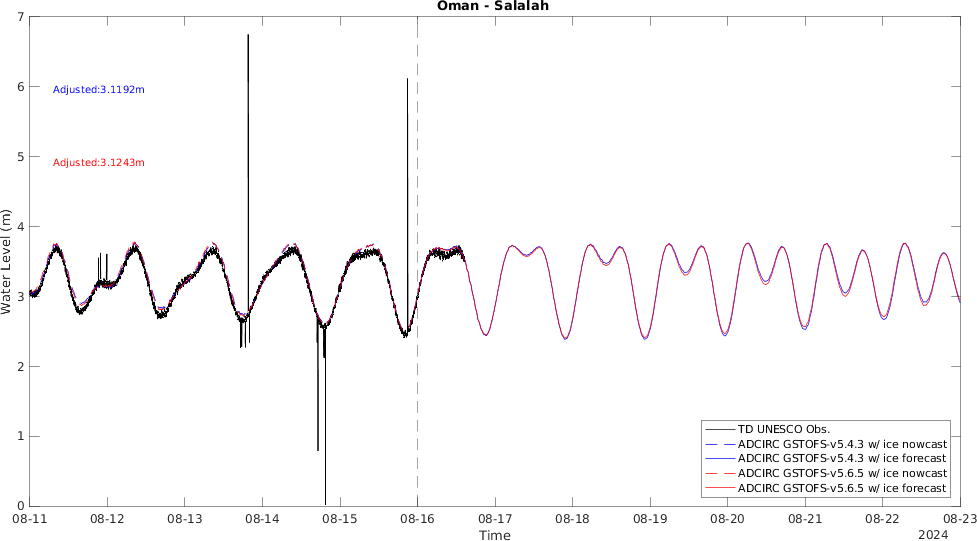 Oman - Salalah
7
6
5
4
3
2
1
0
Water Level (m)
Adjusted:3.1192m
Adjusted:3.1243m
TD UNESCO Obs.
ADCIRC GSTOFS-v5.4.3 w/ ice nowcast
ADCIRC GSTOFS-v5.4.3 w/ ice forecast
ADCIRC GSTOFS-v5.6.5 w/ ice nowcast
ADCIRC GSTOFS-v5.6.5 w/ ice forecast
08-11 08-12 08-13 08-14 08-15 08-16 08-17 08-18 08-19 08-20 08-21 08-22 08-23
Time
2024